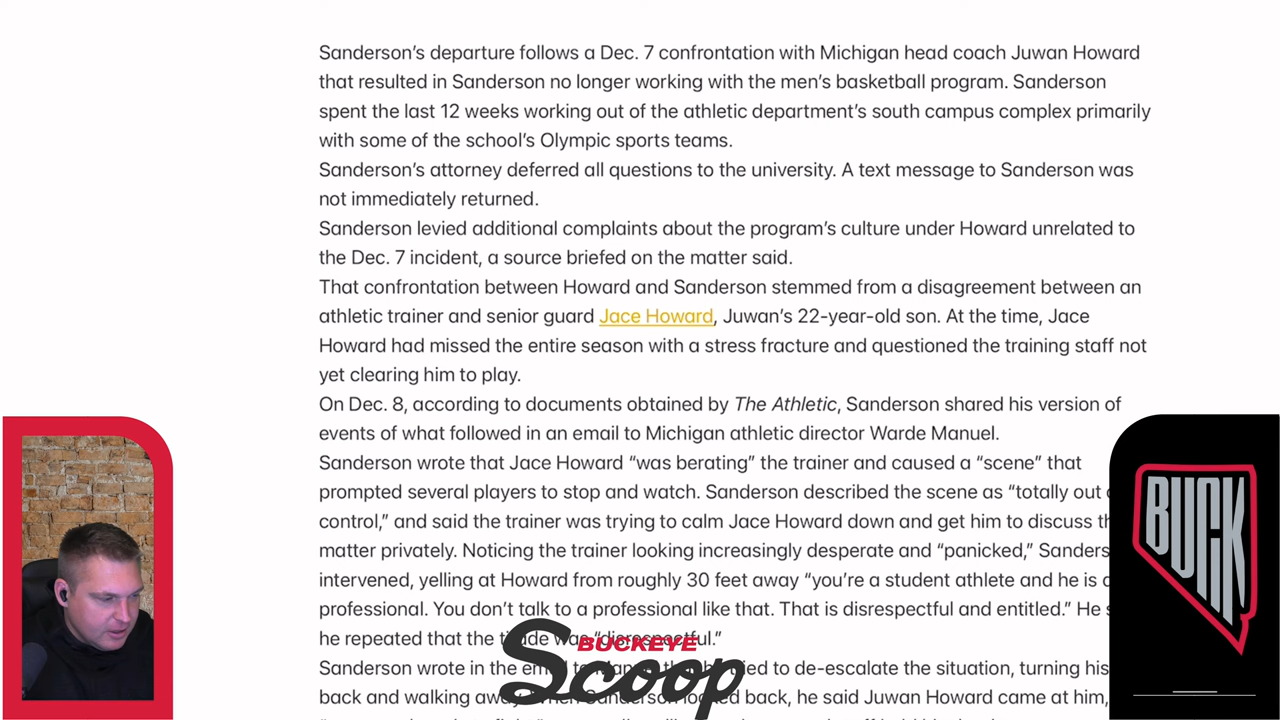 Sanderson’s departure follows a Dec. 7 confrontation with Michigan head coach Juwan Howard
that resulted in Sanderson no longer working with the men’s basketball program. Sanderson
spent the last 12 weeks working out of the athletic department’s south campus complex primarily
with some of the school’s Olympic sports teams.
Sanderson’s attorney deferred all questions to the university. A text message to Sanderson was
not immediately returned.
Sanderson levied additional complaints about the program’s culture under Howard unrelated to
the Dec. 7 incident, a source briefed on the matter said.
That confrontation between Howard and Sanderson stemmed from a disagreement between an
athletic trainer and senior guard Jace Howard, Juwan’s 22-year-old son. At the time, Jace
Howard had missed the entire season with a stress fracture and questioned the training staff not
yet clearing him to play.
On Dec. 8, according to documents obtained by The Athletic, Sanderson shared his version of
events of what followed in an email to Michigan athletic director Warde Manuel.
Sanderson wrote that Jace Howard “was berating” the trainer and caused a “scene” that
prompted several players to stop and watch. Sanderson described the scene as “totally out
control,” and said the trainer was trying to calm Jace Howard down and get him to discuss
matter privately. Noticing the trainer looking increasingly desperate and “panicked,”
intervened, yelling at Howard from roughly 30 feet away “you’re a student athlete and he is
professional. You don’t talk to a professional like that. That is disrespectful and entitled.” He
he repeated that the was “disrespectful.”
Sanderson wrote in the to de-escalate the situation, turning his
back and walking back, he said Juwan Howard came at him,
BUCKEYE
Scoop
BUCK